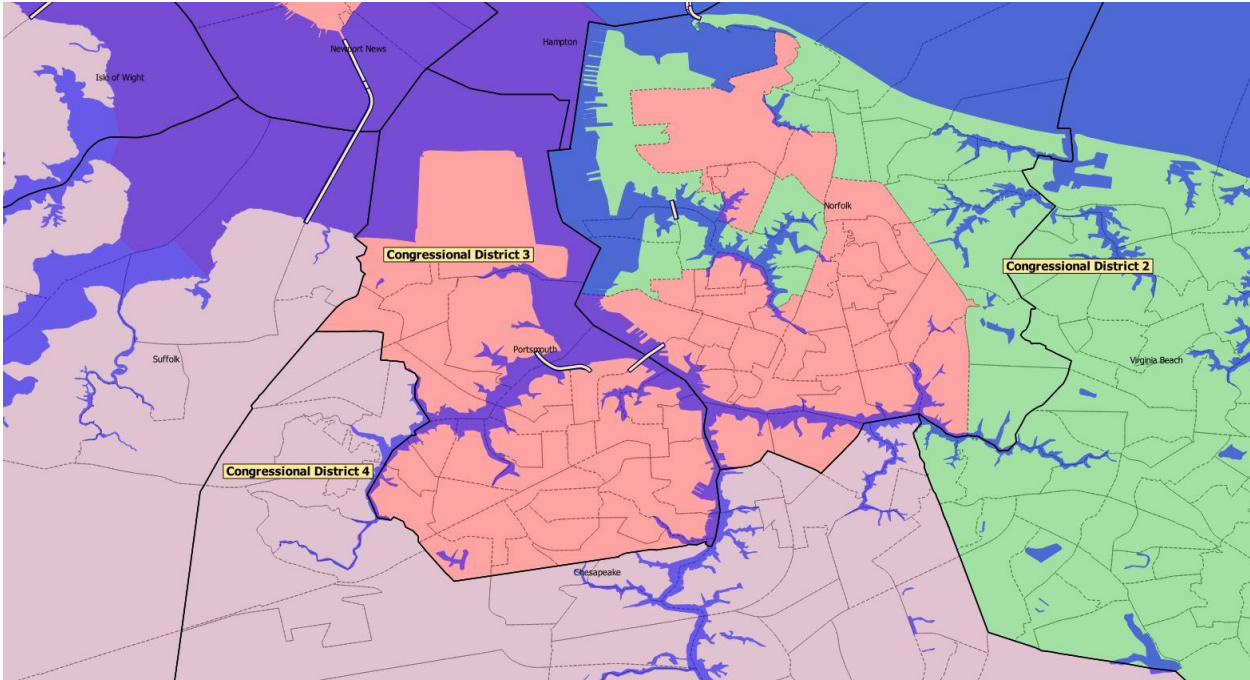 Hampton
Newport News
Isle of Wight
Norfolk
Congressional District 3
Congressional District 2
Portsmouth
Suffolk
Virginia Beach
Congressional District 4
Chesapeake